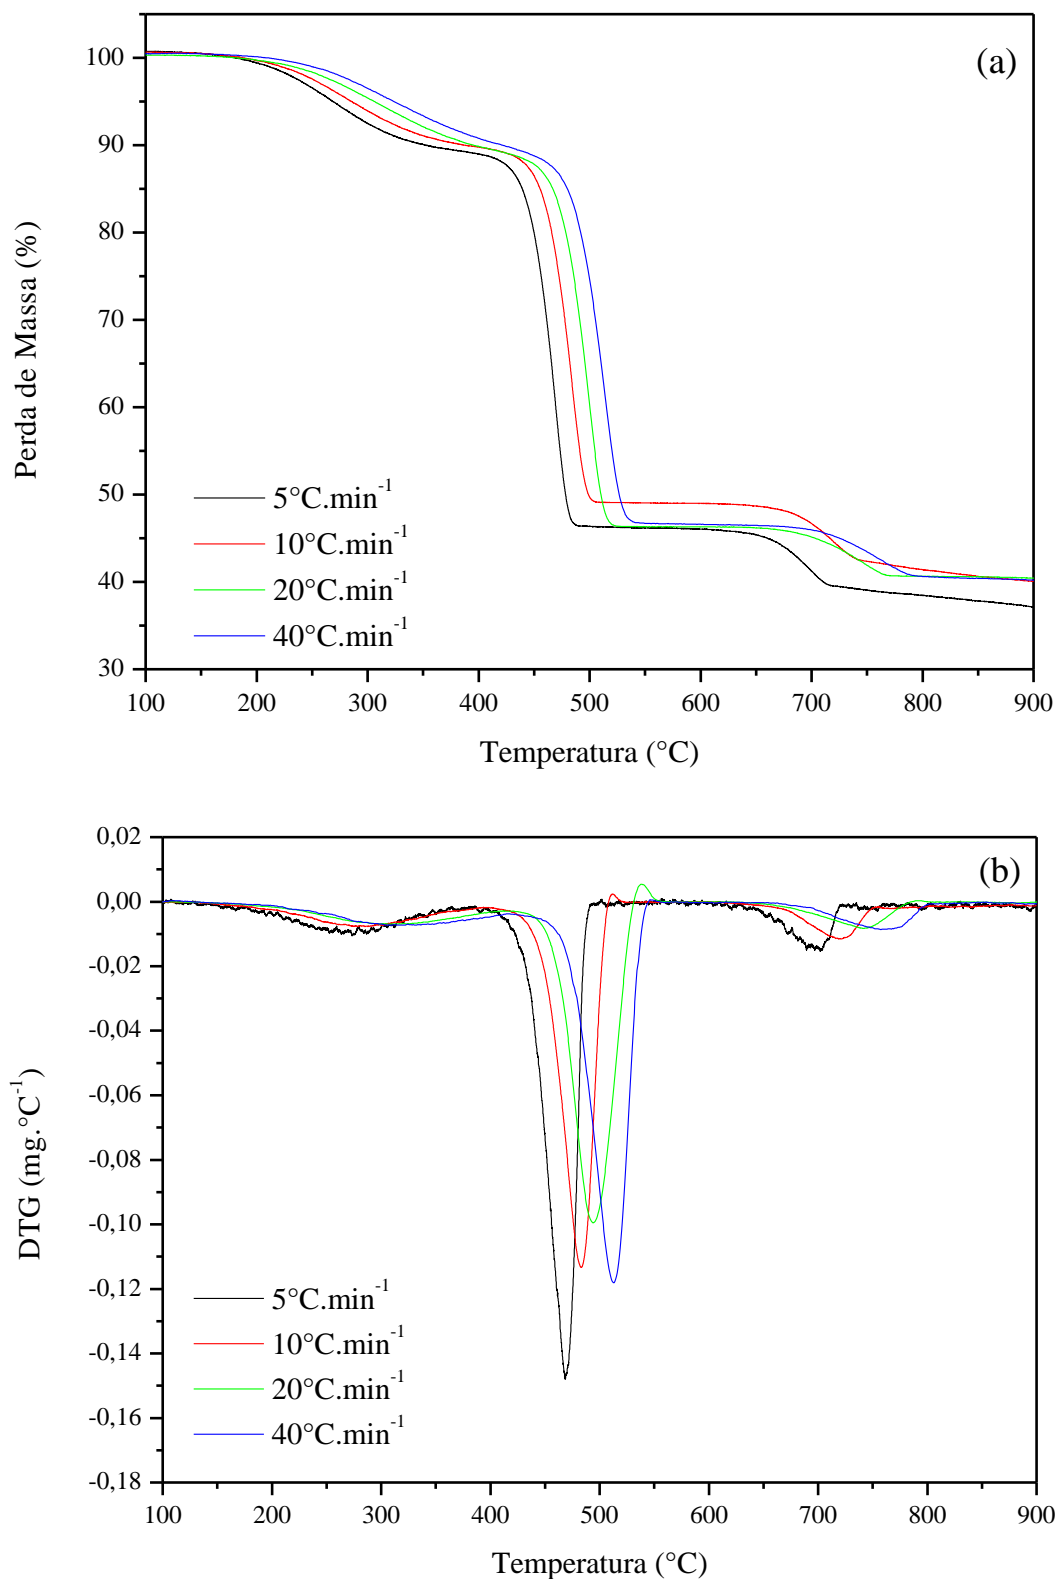 (a)
100
90
80
70
60
50
40
30
Perda de Massa (%)
5°C.min⁻¹
10°C.min⁻¹
20°C.min⁻¹
40°C.min⁻¹
100 200 300 400 500 600 700 800 900
Temperatura (°C)
(b)
0,02
0,00
-0,02
-0,04
-0,06
-0,08
-0,10
-0,12
-0,14
-0,16
-0,18
DTG (mg.°C⁻¹)
5°C.min⁻¹
10°C.min⁻¹
20°C.min⁻¹
40°C.min⁻¹
100 200 300 400 500 600 700 800 900
Temperatura (°C)